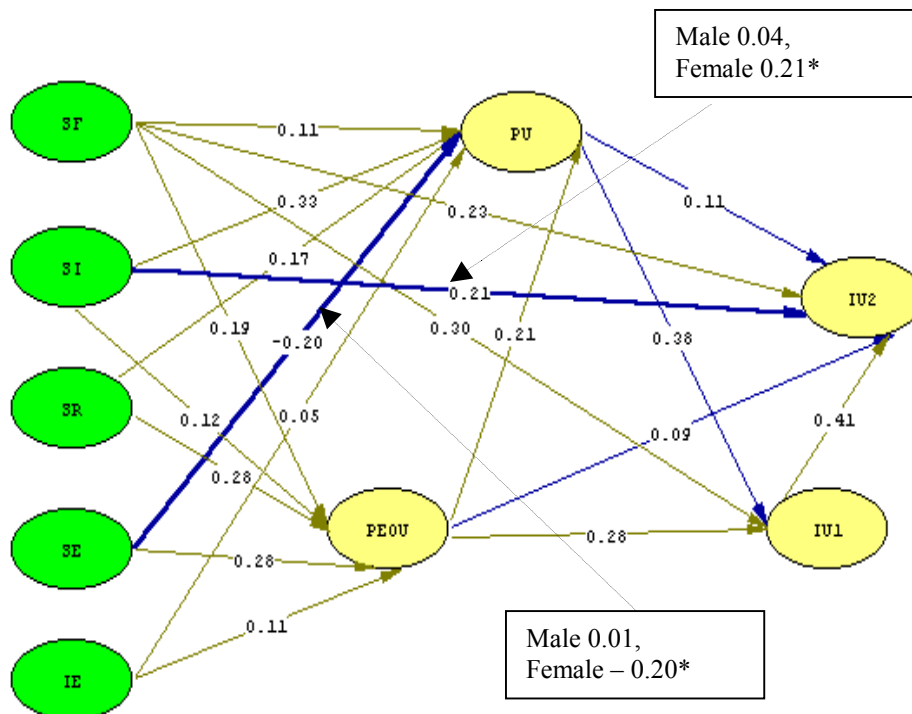 Male 0.04,
Female 0.21*
SF
0.11
PU
0.33
0.23
0.11
SI
0.17
0.21
IU2
0.19
-0.20
0.30
0.21
0.38
SR
0.12
0.05
0.09
0.41
0.28
SE
0.28
PEOU
0.28
IU1
0.11
IE
Male 0.01,
Female – 0.20*